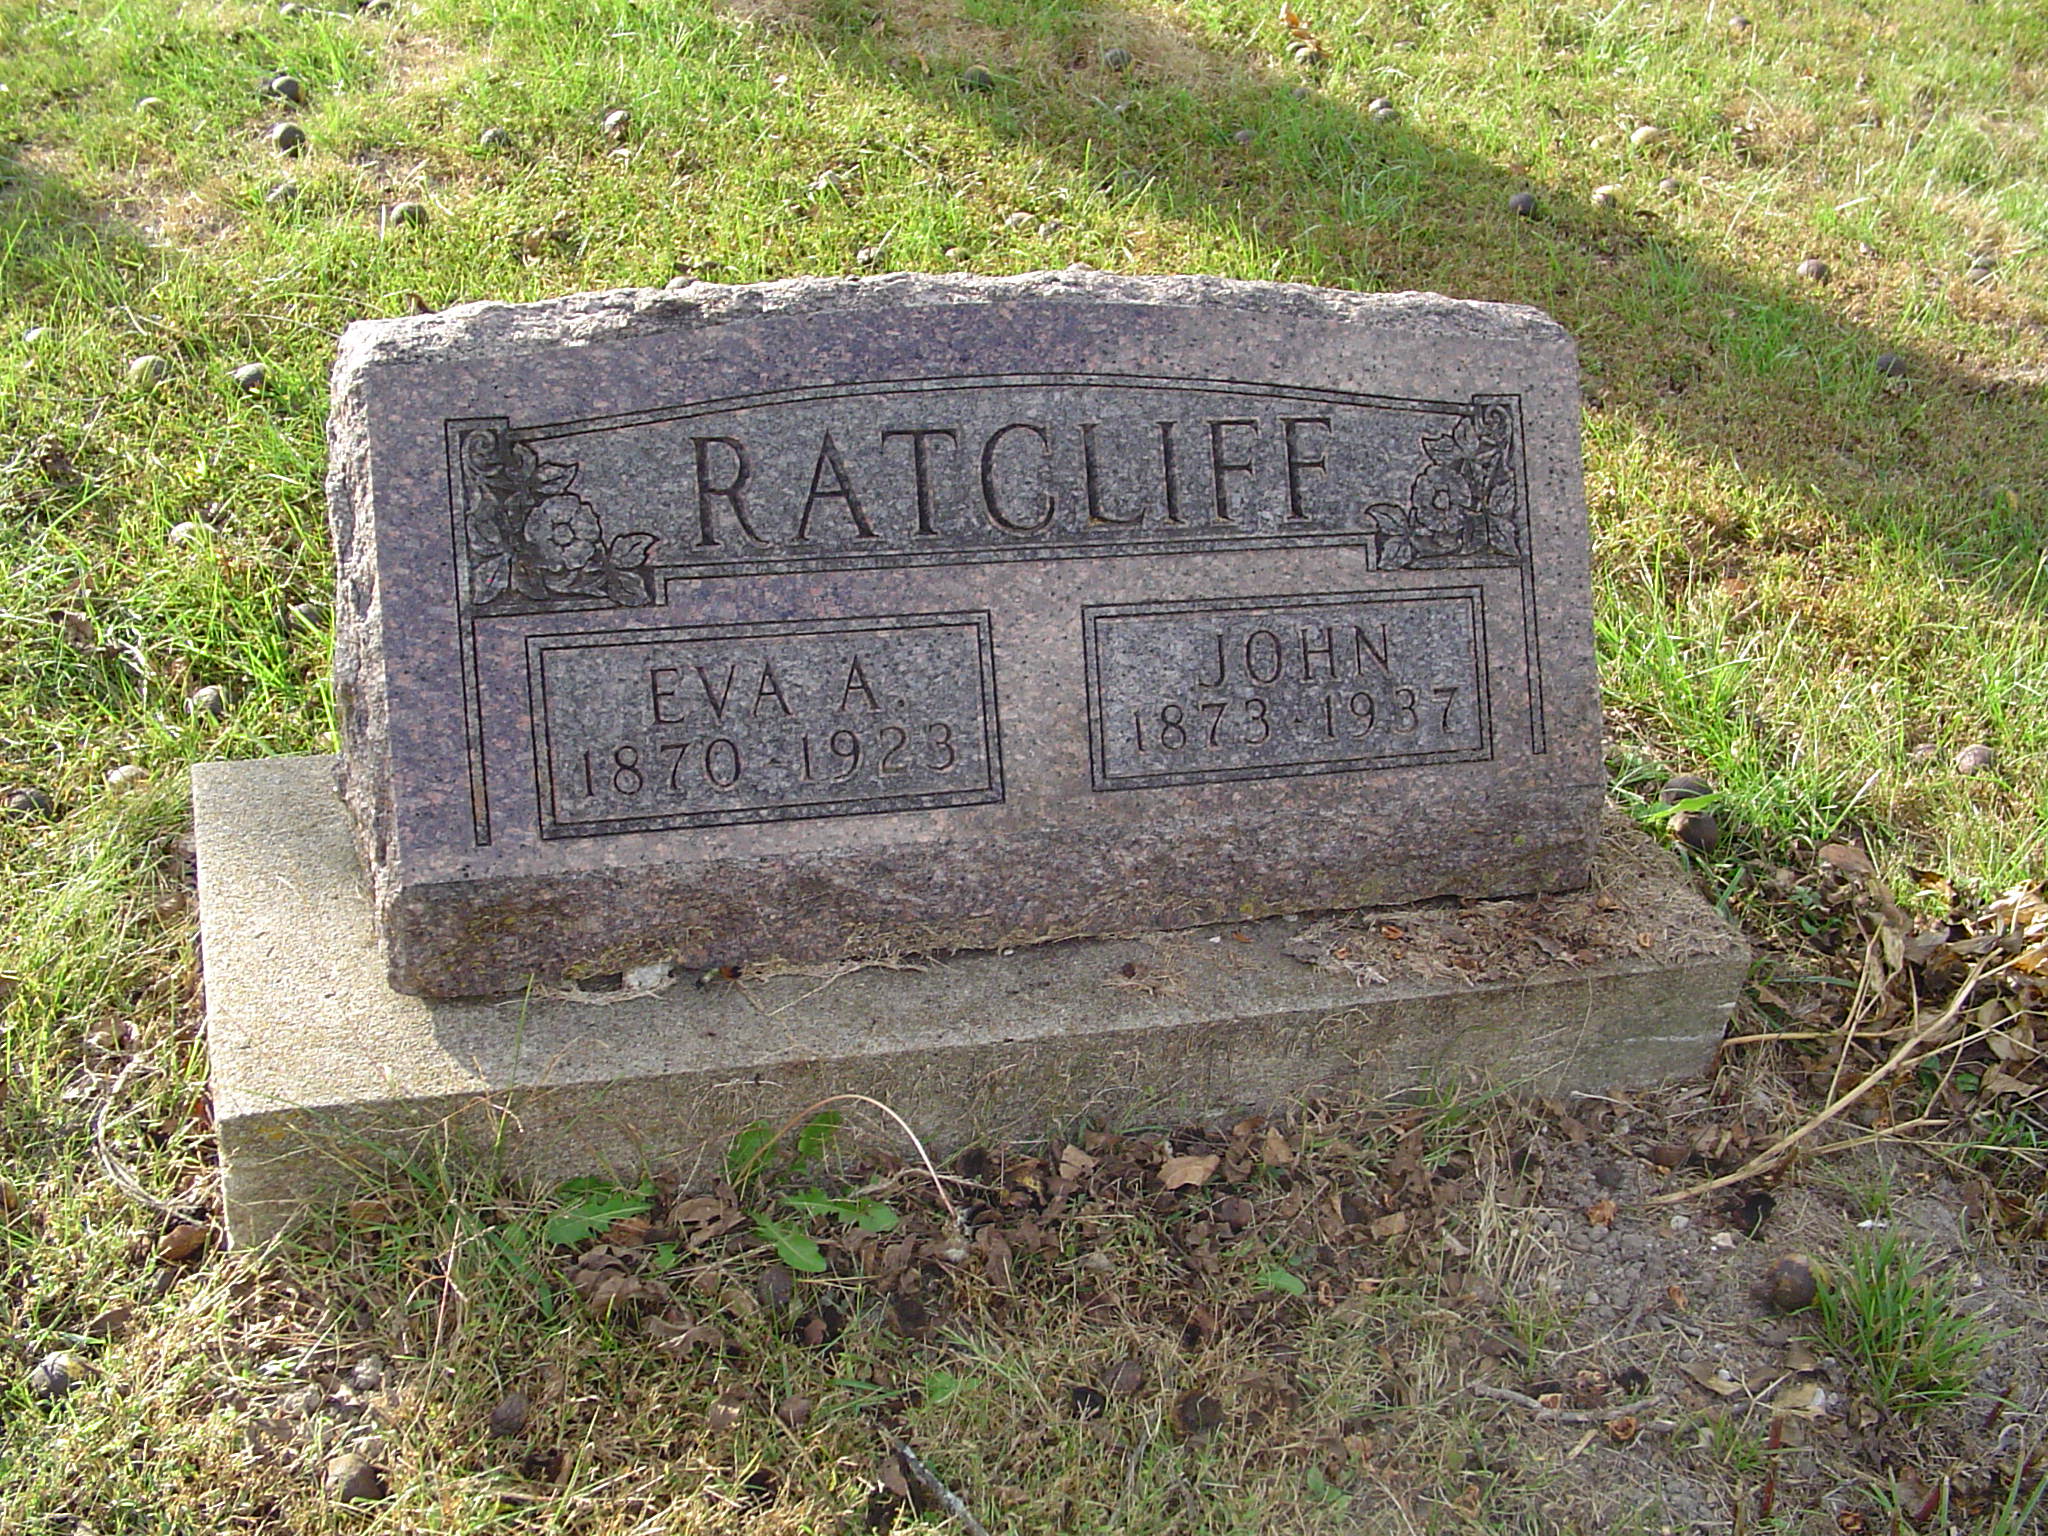 RATCLIFF
EVA A.
1870 - 1923
JOHN
1873 - 1937